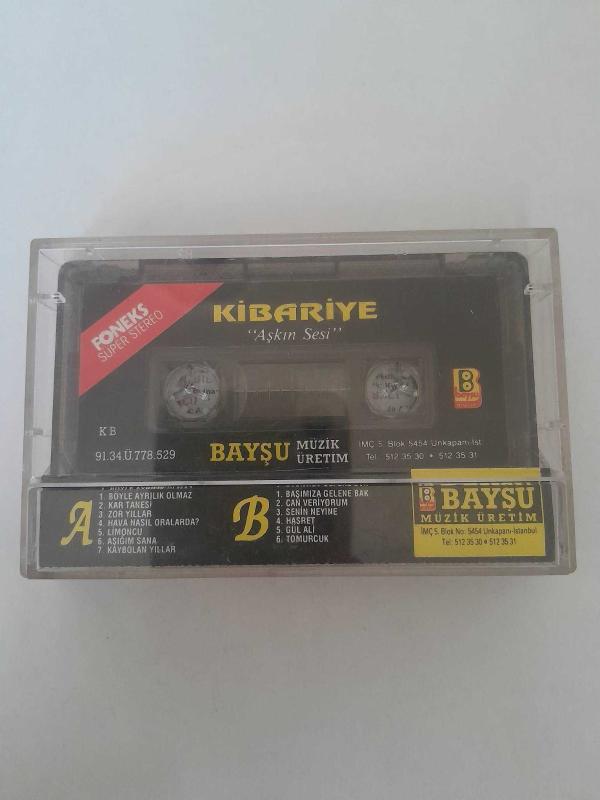 FONEKS
SUPER STEREO
KİBARİYE
"Aşkın Sesi"
KB
91.34.Ü.778.529
BAYŞU MÜZİK ÜRETİM
İMÇ 5. Blok 5454 Unkapanı-İst.
Tel: 512 35 30 • 512 35 31
A
1. BÖYLE AYRILIK OLMAZ
2. KAR TANESİ
3. ZOR YILLAR
4. HAVA NASIL ORALARDA?
5. LİMONCU
6. AŞIĞIM SANA
7. KAYBOLAN YILLAR
B
1. BAŞIMIZA GELENE BAK
2. CAN VERİYORUM
3. SENİN NEYİNE
4. HASRET
5. GÜL ALİ
6. TOMURCUK
BAYŞU
MÜZİK ÜRETİM
İMÇ 5. Blok No: 5454 Unkapanı-İstanbul
Tel: 512 35 30 • 512 35 31